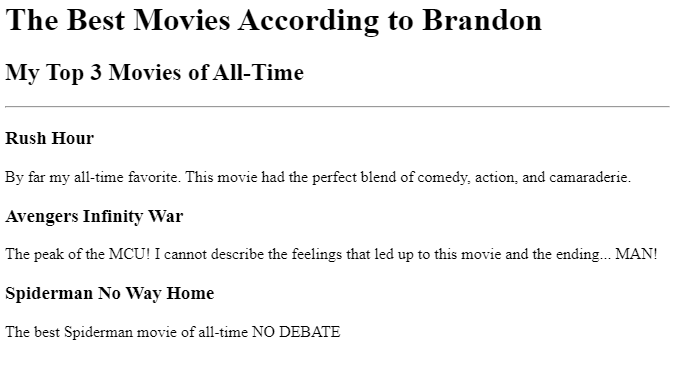 The Best Movies According to Brandon
My Top 3 Movies of All-Time
Rush Hour
By far my all-time favorite. This movie had the perfect blend of comedy, action, and camaraderie.
Avengers Infinity War
The peak of the MCU! I cannot describe the feelings that led up to this movie and the ending... MAN!
Spiderman No Way Home
The best Spiderman movie of all-time NO DEBATE